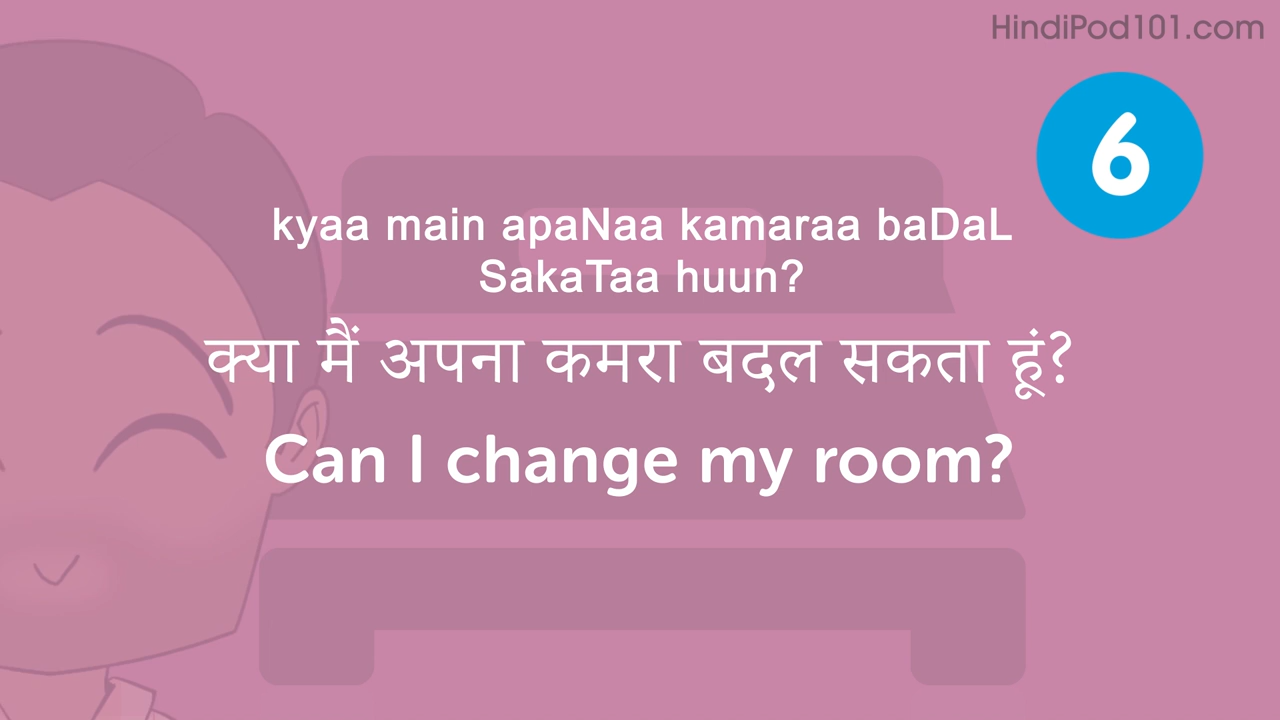 HindiPod101.com
6
kyaa main apaNaa kamaraa baDaL
SakaTaa huun?
क्या मैं अपना कमरा बदल सकता हूं?
Can I change my room?